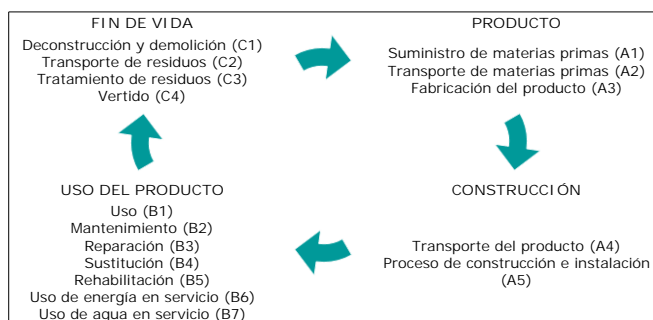 FIN DE VIDA
Deconstrucción y demolición (C1)
Transporte de residuos (C2)
Tratamiento de residuos (C3)
Vertido (C4)
PRODUCTO
Suministro de materias primas (A1)
Transporte de materias primas (A2)
Fabricación del producto (A3)
USO DEL PRODUCTO
Uso (B1)
Mantenimiento (B2)
Reparación (B3)
Sustitución (B4)
Rehabilitación (B5)
Uso de energía en servicio (B6)
Uso de agua en servicio (B7)
CONSTRUCCIÓN
Transporte del producto (A4)
Proceso de construcción e instalación
(A5)